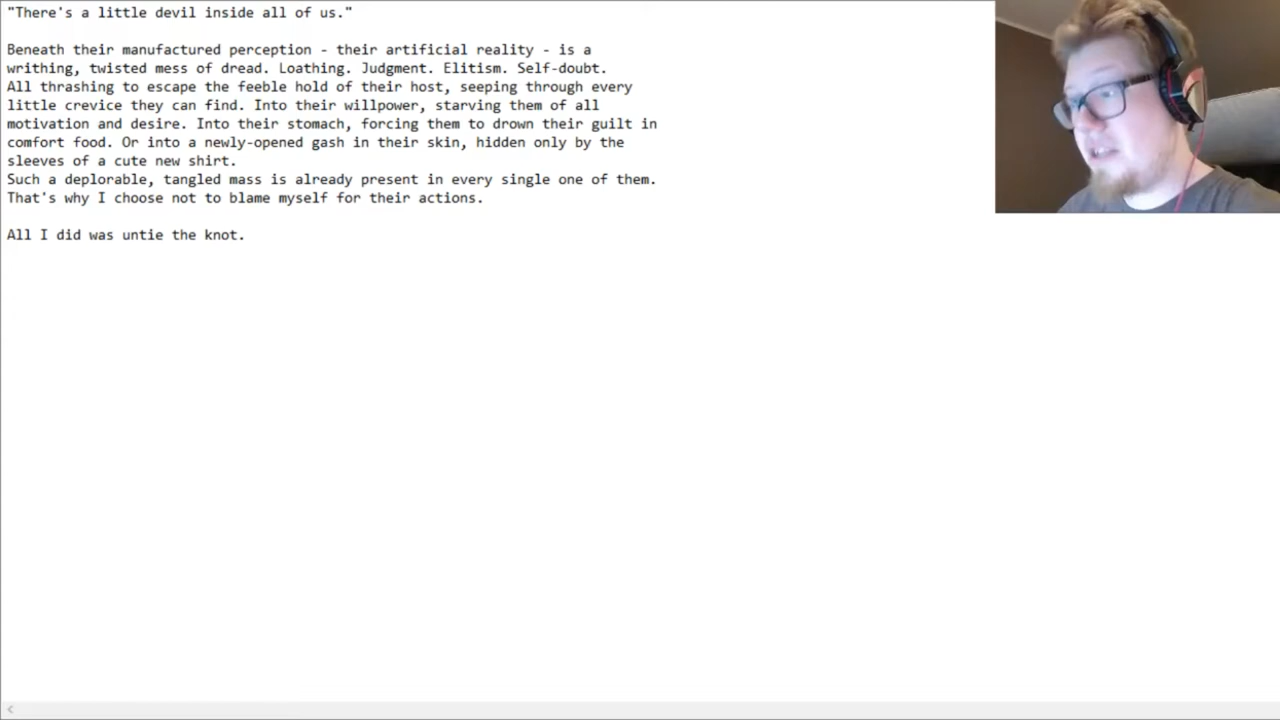 "There's a little devil inside all of us."
Beneath their manufactured perception - their artificial reality - is a
writhing, twisted mess of dread. Loathing. Judgment. Elitism. Self-doubt.
All thrashing to escape the feeble hold of their host, seeping through every
little crevice they can find. Into their willpower, starving them of all
motivation and desire. Into their stomach, forcing them to drown their guilt in
comfort food. Or into a newly-opened gash in their skin, hidden only by the
sleeves of a cute new shirt.
Such a deplorable, tangled mass is already present in every single one of them.
That's why I choose not to blame myself for their actions.
All I did was untie the knot.